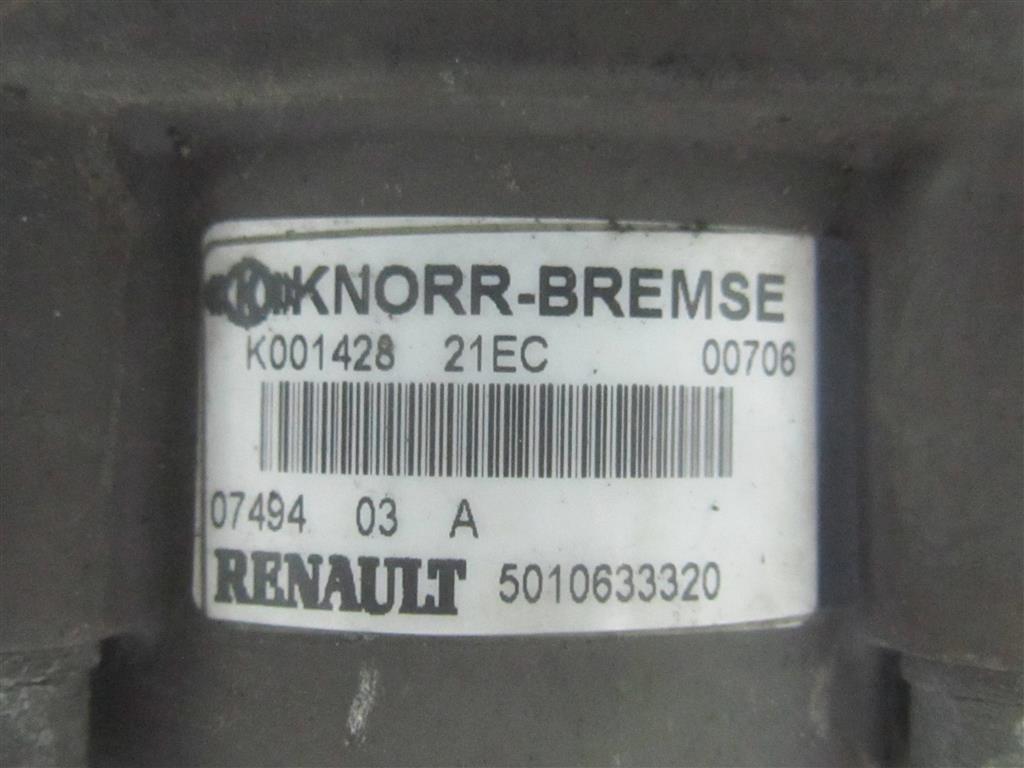 K KNORR-BREMSE
K001428 21EC 00706
07494 03 A
RENAULT 5010633320